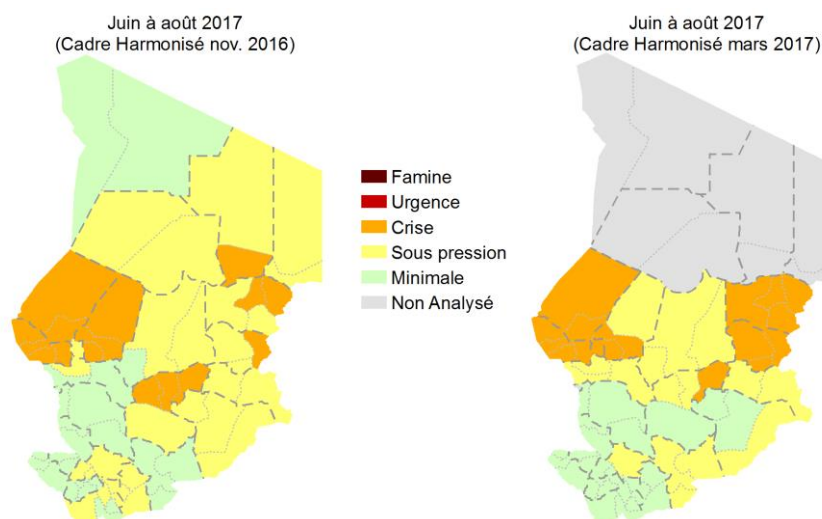 Juin à août 2017
(Cadre Harmonisé nov. 2016)
Juin à août 2017
(Cadre Harmonisé mars 2017)
Famine
Urgence
Crise
Sous pression
Minimale
Non Analysé